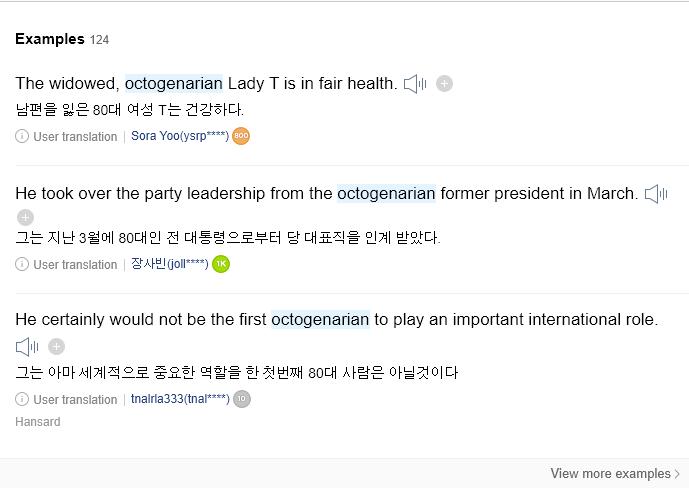 Examples 124
The widowed, octogenarian Lady T is in fair health.
남편을 잃은 80대 여성 T는 건강하다.
User translation | Sora Yoo(ysrp****) 800
He took over the party leadership from the octogenarian former president in March.
그는 지난 3월에 80대인 전 대통령으로부터 당 대표직을 인계 받았다.
User translation | 장사빈(joll****) 1K
He certainly would not be the first octogenarian to play an important international role.
그는 아마 세계적으로 중요한 역할을 한 첫번째 80대 사람은 아닐것이다
User translation | tnalrla333(tnal****) 10
Hansard
View more examples